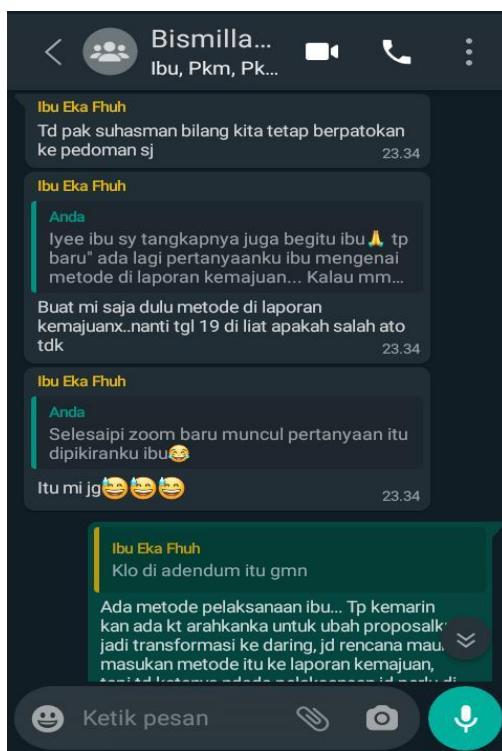 Bismilla...
Ibu, Pkm, Pk...
Ibu Eka Fhuh
Td pak suhasman bilang kita tetap berpatokan
ke pedoman sj
23.34
Ibu Eka Fhuh
Anda
Iyee ibu sy tangkapnya juga begitu ibu🙏 tp
baru" ada lagi pertanyaanku ibu mengenai
metode di laporan kemajuan... Kalau mm...
Buat mi saja dulu metode di laporan
kemajuanx..nanti tgl 19 di liat apakah salah ato
tdk
23.34
Ibu Eka Fhuh
Anda
Selesaipi zoom baru muncul pertanyaan itu
dipikiranku ibu😂
Itu mi jg😅😅😅
23.34
Ibu Eka Fhuh
Klo di adendum itu gmn
Ada metode pelaksanaan ibu... Tp kemarin
kan ada kt arahkanka untuk ubah proposalk
jadi transformasi ke daring, jd rencana mau
masukan metode itu ke laporan kemajuan,
Ketik pesan